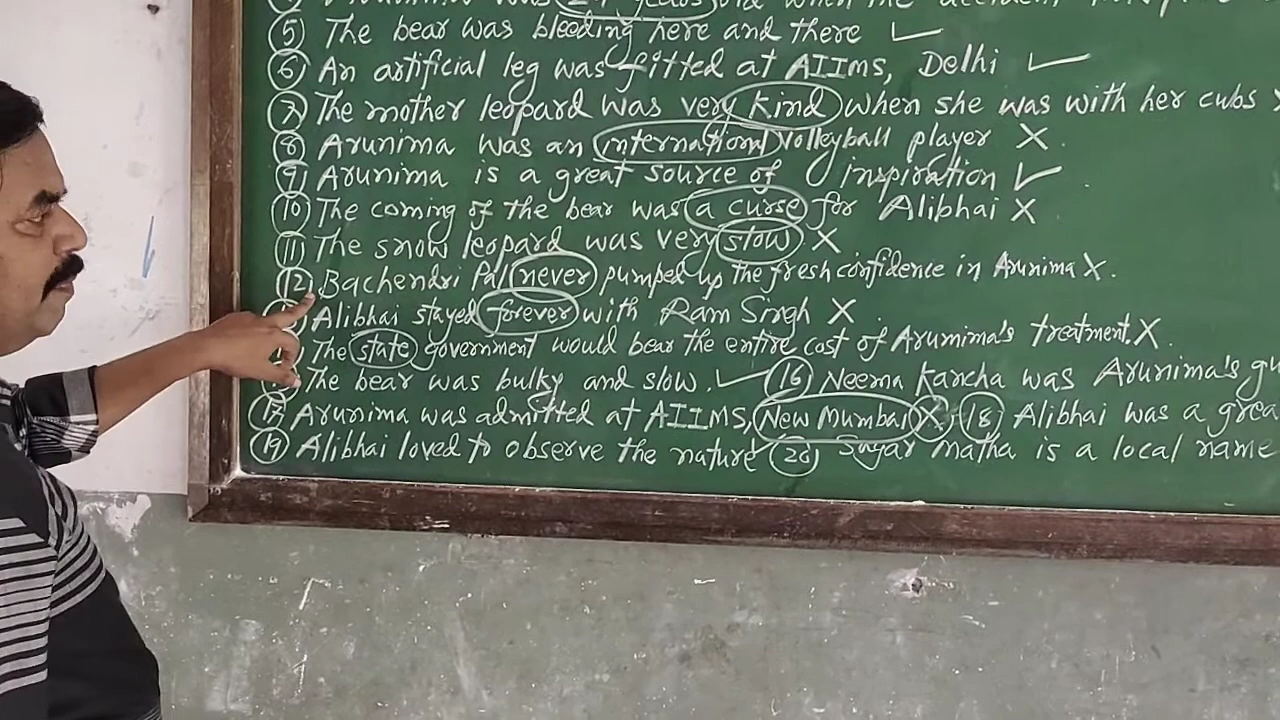 24 years old when the accident
5 The bear was bleeding here and there ✓
6 An artificial leg was fitted at AIIMS, Delhi ✓
7 The mother leopard was very kind when she was with her cubs
8 Arunima was an international volleyball player X
9 Arunima is a great source of inspiration ✓
10 The coming of the bear was a curse for Alibhai X
11 The snow leopard was very slow X
12 Bachendri Pal never pumped up the fresh confidence in Arunima X.
Alibhai stayed forever with Ram Singh X
The state government would bear the entire cost of Arunima's treatment. X
The bear was bulky and slow. ✓ 16 Neema Kancha was Arunima's
17 Arunima was admitted at AIIMS, New Mumbai X 18 Alibhai was a
19 Alibhai loved to observe the nature ✓ 20 Sagar Matha is a local name